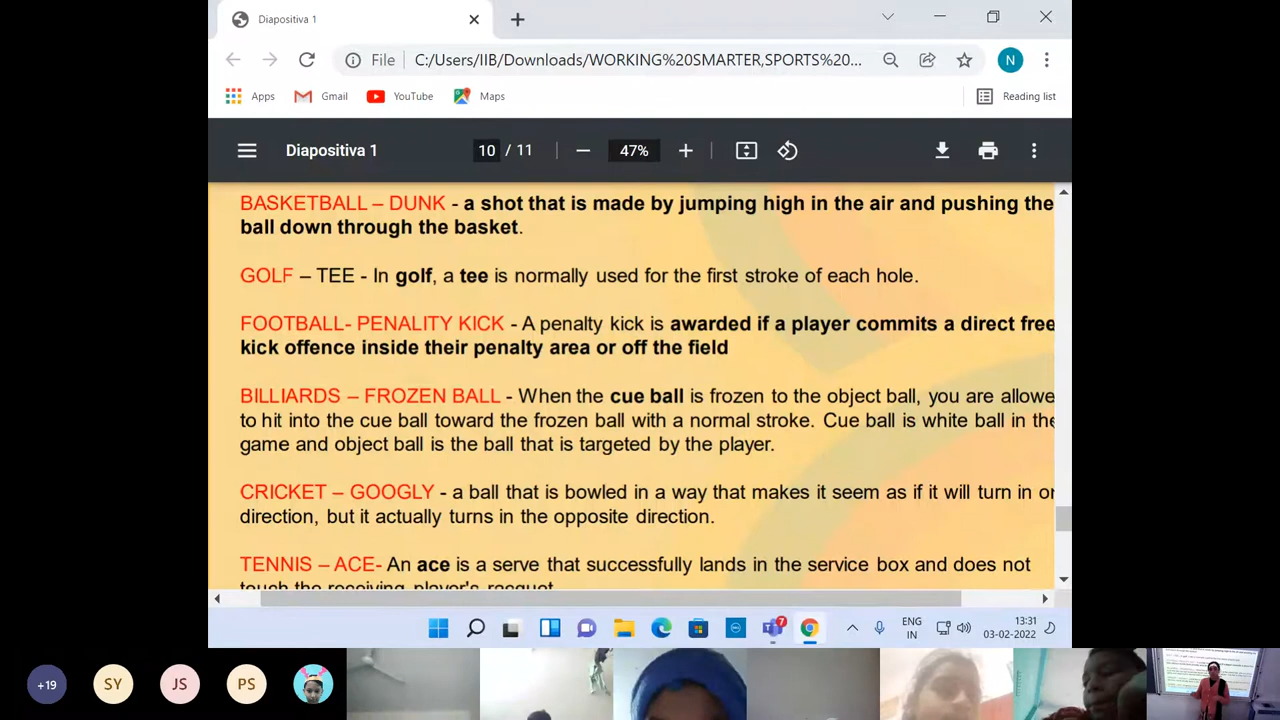 Diapositiva 1
File
C:/Users/IIB/Downloads/WORKING%20SMARTER,SPORTS%20...
N
Apps
Gmail
YouTube
Maps
Reading list
Diapositiva 1
10 / 11
47%
BASKETBALL – DUNK - a shot that is made by jumping high in the air and pushing the
ball down through the basket.
GOLF – TEE - In golf, a tee is normally used for the first stroke of each hole.
FOOTBALL- PENALITY KICK - A penalty kick is awarded if a player commits a direct free
kick offence inside their penalty area or off the field
BILLIARDS – FROZEN BALL - When the cue ball is frozen to the object ball, you are allowe
to hit into the cue ball toward the frozen ball with a normal stroke. Cue ball is white ball in the
game and object ball is the ball that is targeted by the player.
CRICKET – GOOGLY - a ball that is bowled in a way that makes it seem as if it will turn in or
direction, but it actually turns in the opposite direction.
TENNIS – ACE- An ace is a serve that successfully lands in the service box and does not
touch the receiving player's racquet
7
ENG
IN
13:31
03-02-2022
+19
SY
JS
PS